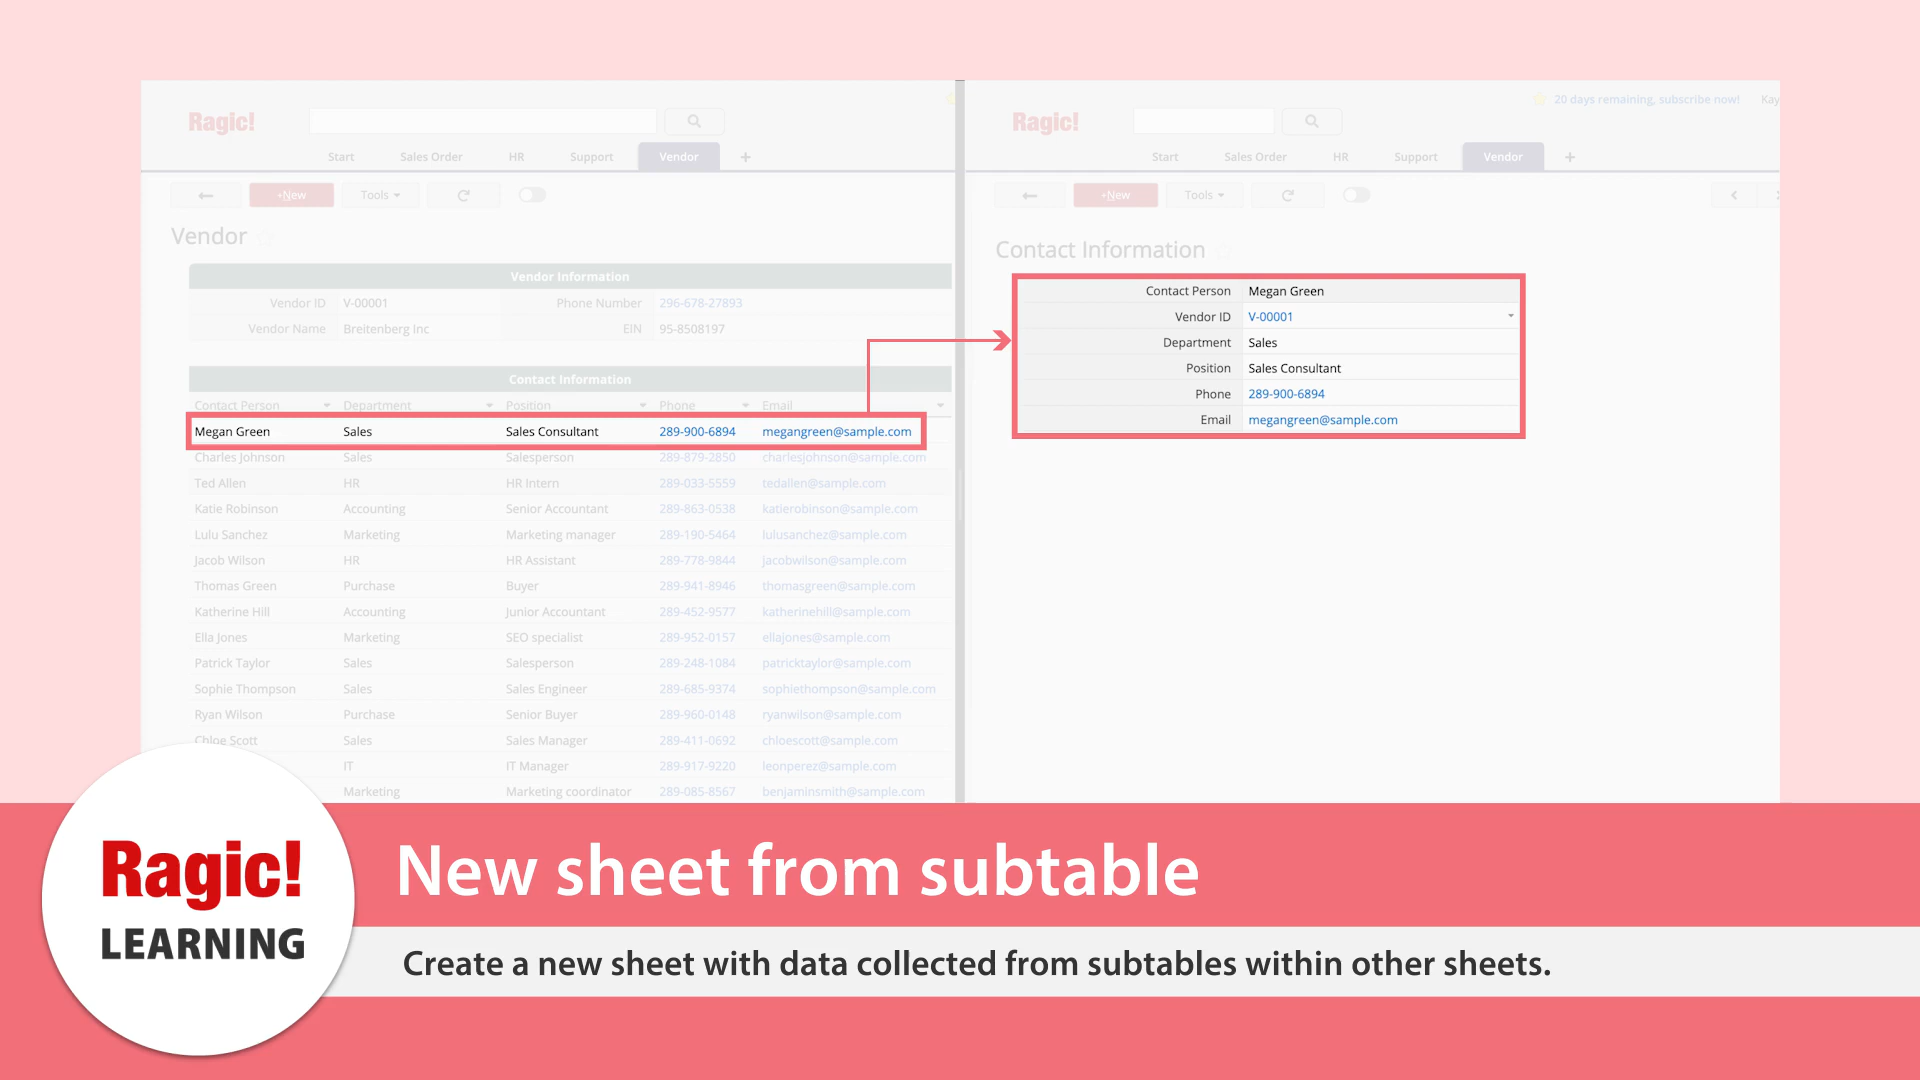 Ragic!
Start Sales Order HR Support Vendor +
+New Tools
Vendor
Vendor Information
Vendor ID V-00001 Phone Number 296-678-27893
Vendor Name Breitenberg Inc EIN 95-8508197
Contact Information
Contact Person Department Position Phone Email
Megan Green Sales Sales Consultant 289-900-6894 megangreen@sample.com
Charles Johnson Sales Salesperson 289-879-2850 charlesjohnson@sample.com
Ted Allen HR HR Intern 289-033-5559 tedallen@sample.com
Katie Robinson Accounting Senior Accountant 289-863-0538 katierobinson@sample.com
Lulu Sanchez Marketing Marketing manager 289-190-5464 lulusanchez@sample.com
Jacob Wilson HR HR Assistant 289-778-9844 jacobwilson@sample.com
Thomas Green Purchase Buyer 289-941-8946 thomasgreen@sample.com
Katherine Hill Accounting Junior Accountant 289-452-9577 katherinehill@sample.com
Ella Jones Marketing SEO specialist 289-952-0157 ellajones@sample.com
Patrick Taylor Sales Salesperson 289-248-1084 patricktaylor@sample.com
Sophie Thompson Sales Sales Engineer 289-685-9374 sophiethompson@sample.com
Ryan Wilson Purchase Senior Buyer 289-960-0148 ryanwilson@sample.com
Chloe Scott Sales Sales Manager 289-411-0692 chloescott@sample.com
IT IT Manager 289-917-9220 leonperez@sample.com
Marketing Marketing coordinator 289-085-8567 benjaminsmith@sample.com
20 days remaining, subscribe now! Kay
Ragic!
Start Sales Order HR Support Vendor +
+New Tools
Contact Information
Contact Person Megan Green
Vendor ID V-00001
Department Sales
Position Sales Consultant
Phone 289-900-6894
Email megangreen@sample.com
Ragic!
LEARNING
New sheet from subtable
Create a new sheet with data collected from subtables within other sheets.